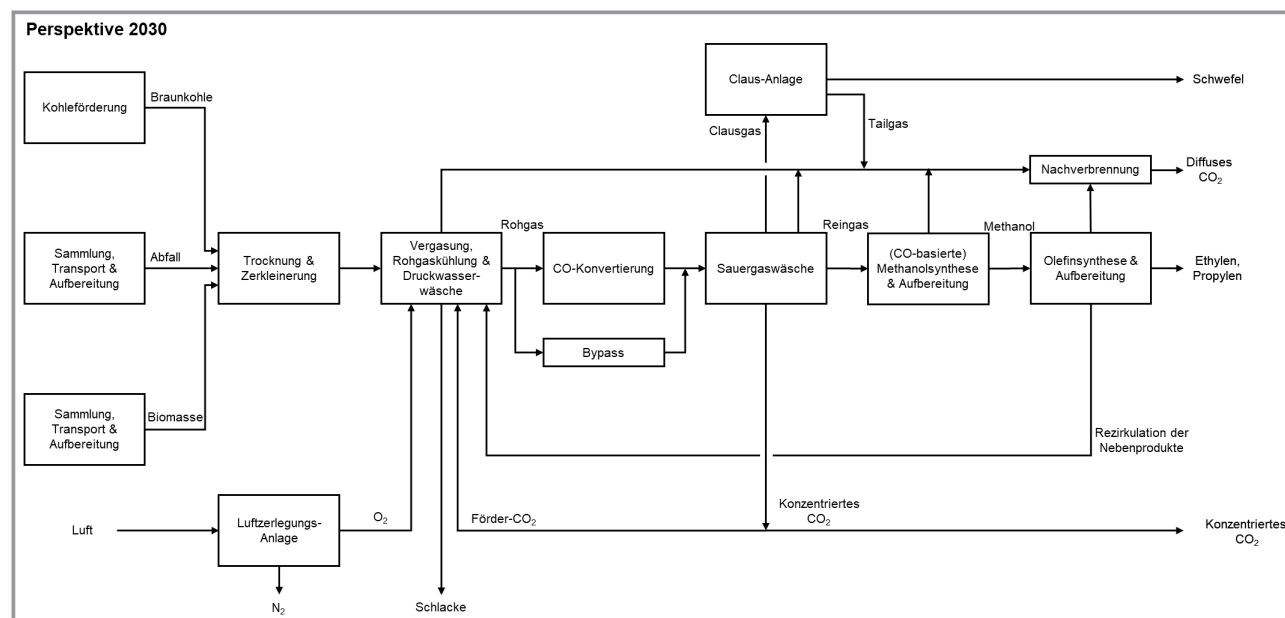 Perspektive 2030
Claus-Anlage
Schwefel
Kohleförderung
Braunkohle
Clausgas
Tailgas
Nachverbrennung
Diffuses
CO₂
Rohgas
Reingas
Methanol
Sammlung,
Transport &
Aufbereitung
Abfall
Trocknung &
Zerkleinerung
Vergasung,
Rohgaskühlung &
Druckwasser-
wäsche
CO-Konvertierung
Sauergaswäsche
(CO-basierte)
Methanolsynthese
& Aufbereitung
Olefinsynthese &
Aufbereitung
Ethylen,
Propylen
Bypass
Sammlung,
Transport &
Aufbereitung
Biomasse
Rezirkulation der
Nebenprodukte
Luft
Luftzerlegungs-
Anlage
O₂
Förder-CO₂
Konzentriertes
CO₂
Konzentriertes
CO₂
N₂
Schlacke